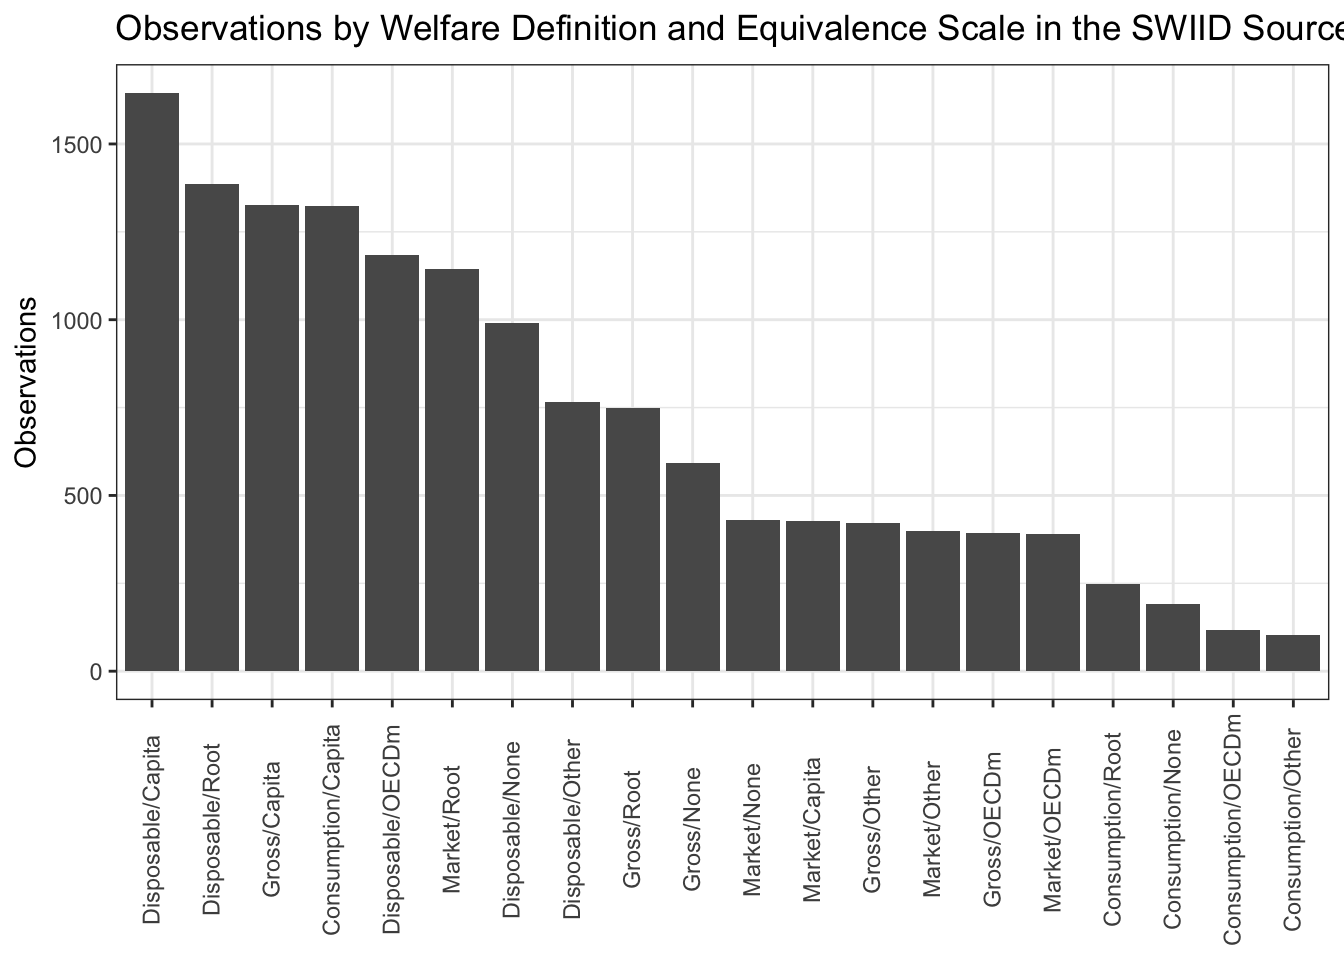 Observations by Welfare Definition and Equivalence Scale in the SWIID Source
Observations
1500
1000
500
0
Disposable/Capita
Disposable/Root
Gross/Capita
Consumption/Capita
Disposable/OECDm
Market/Root
Disposable/None
Disposable/Other
Gross/Root
Gross/None
Market/None
Market/Capita
Gross/Other
Market/Other
Gross/OECDm
Market/OECDm
Consumption/Root
Consumption/None
Consumption/OECDm
Consumption/Other